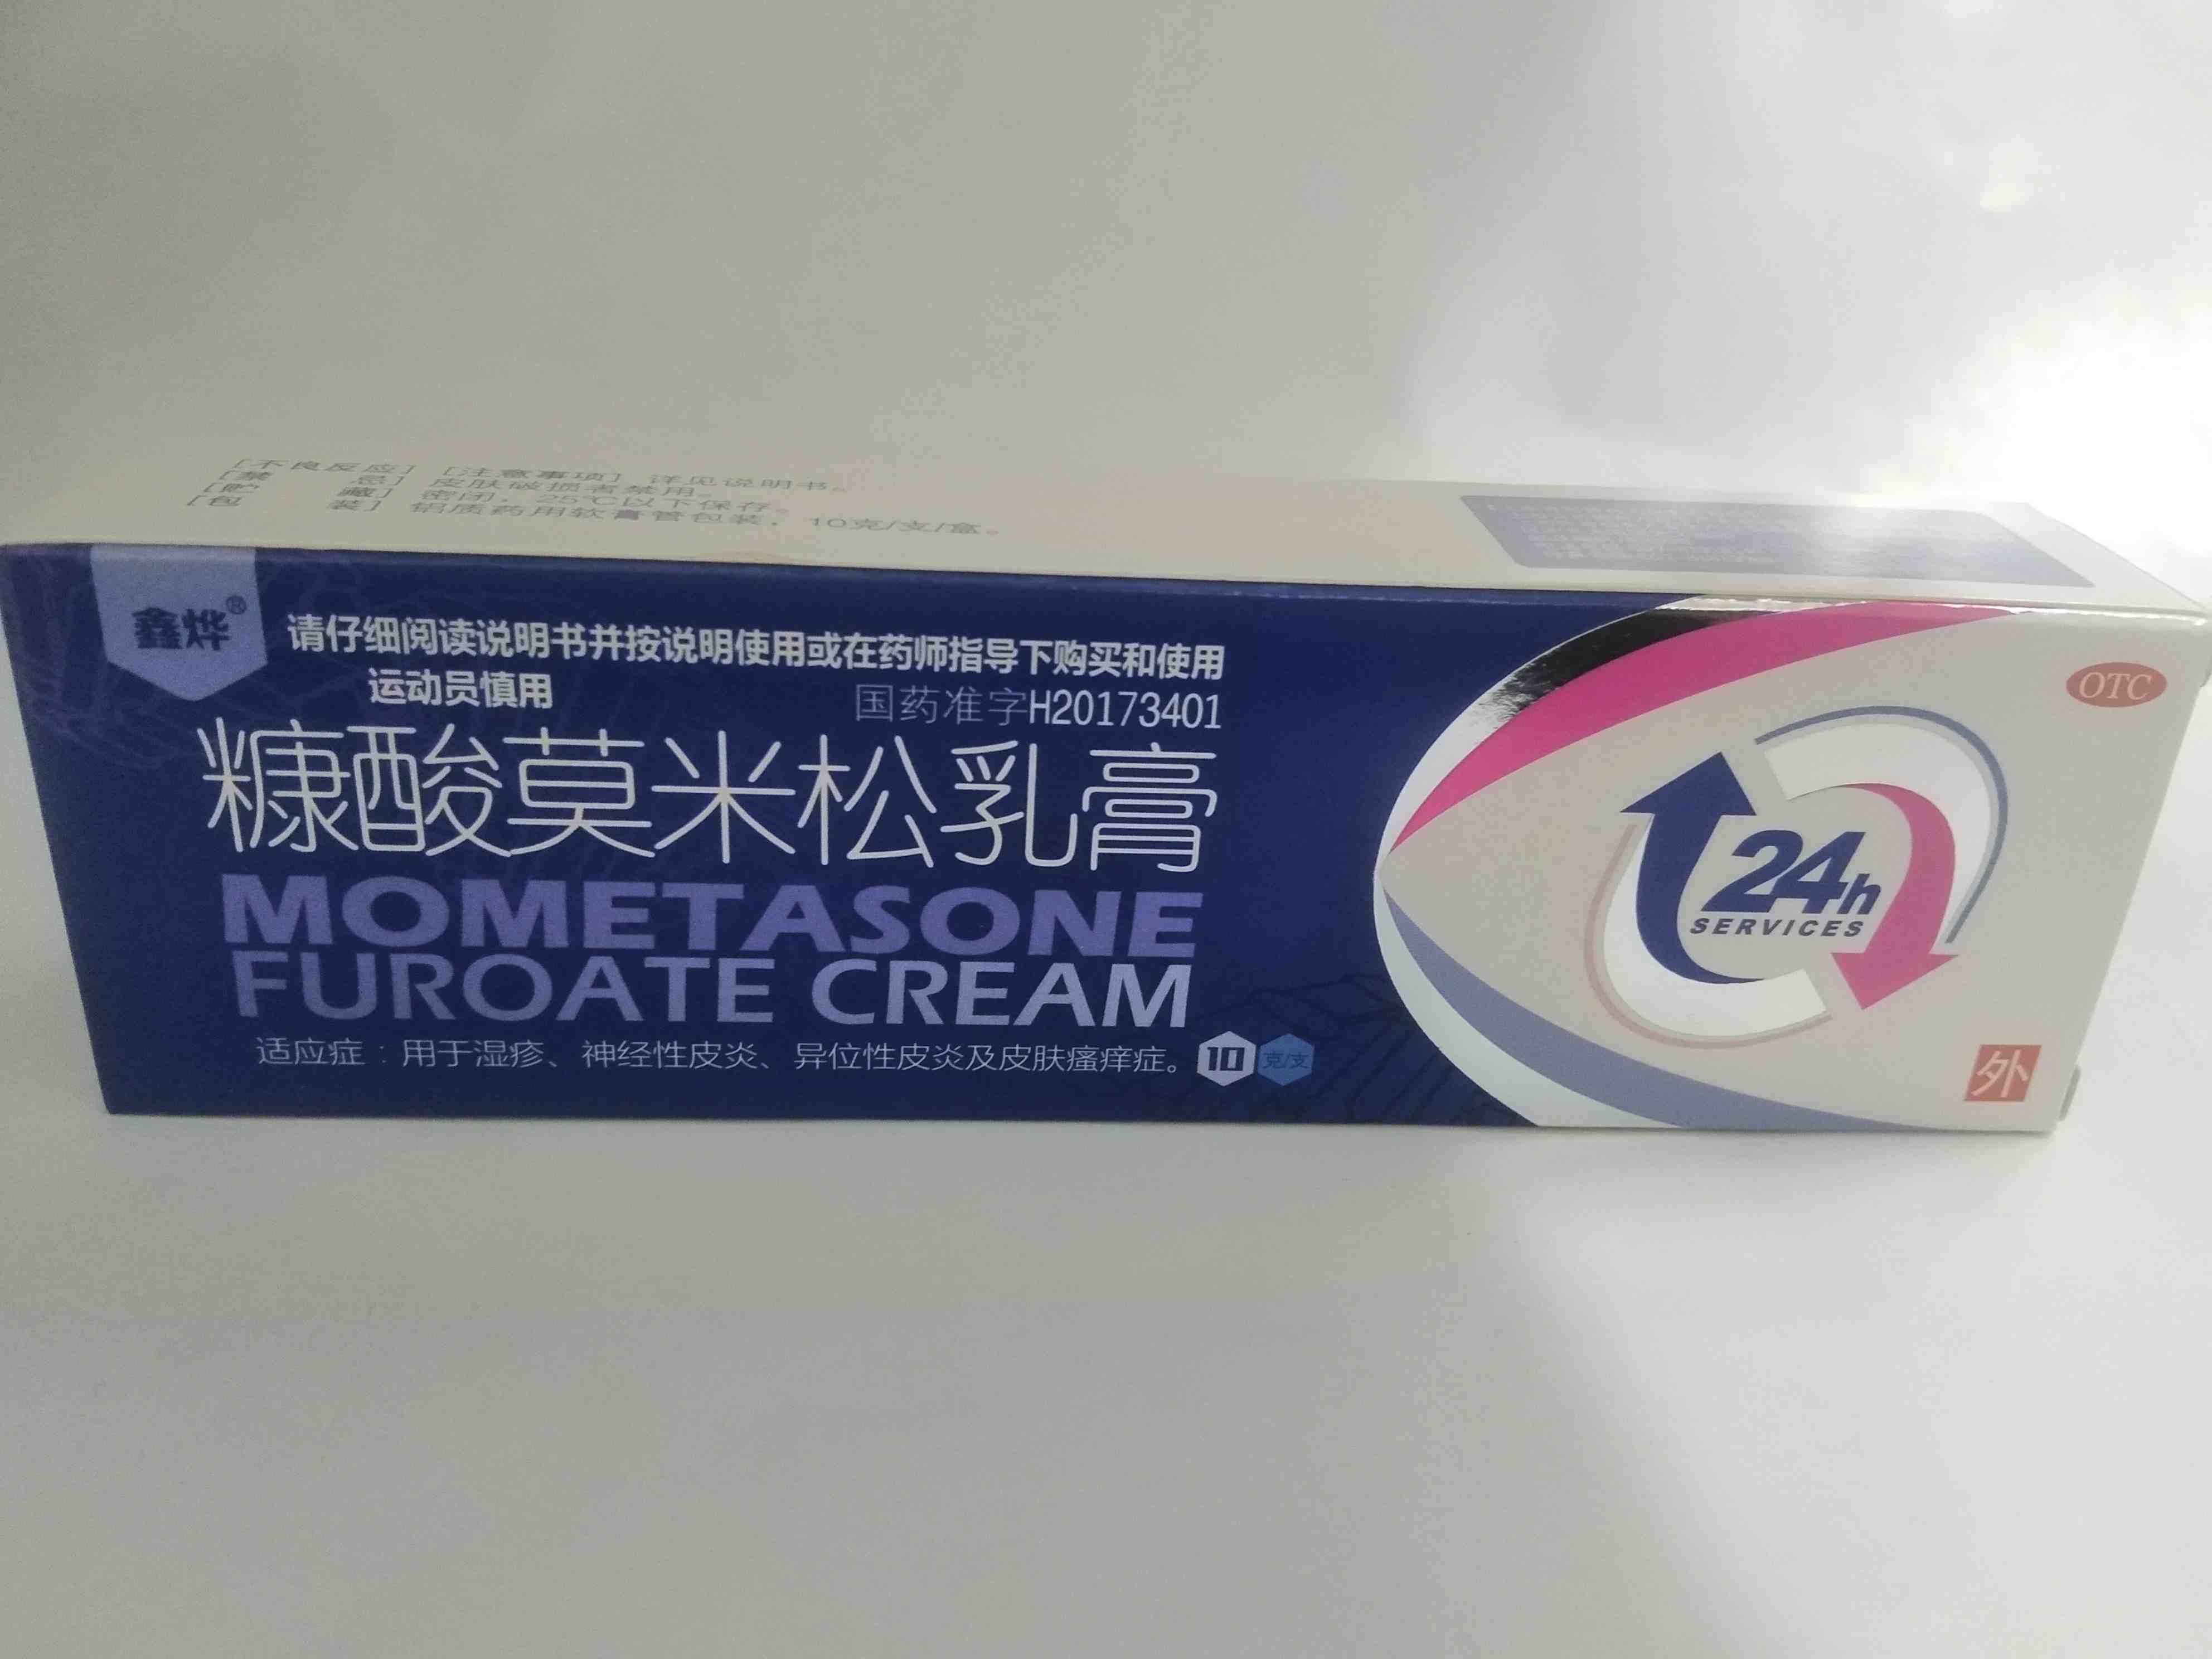 [不良反应] [注意事项] 详见说明书。
[禁 忌] 皮肤破损者禁用。
[贮 藏] 密闭，25℃以下保存。
[包 装] 铝质药用软膏管包装，10克/支/盒。
鑫烨®
请仔细阅读说明书并按说明使用或在药师指导下购买和使用
运动员慎用
国药准字H20173401
糠酸莫米松乳膏
MOMETASONE
FUROATE CREAM
适应症：用于湿疹、神经性皮炎、异位性皮炎及皮肤瘙痒症。
10 克/支
OTC
24h
SERVICES
外